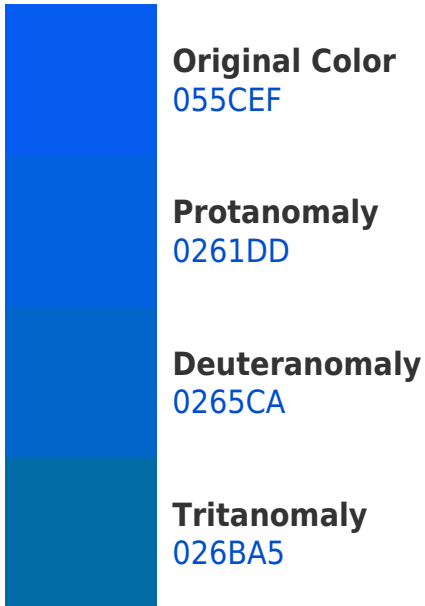 Original Color
055CEF
Protanomaly
0261DD
Deuteranomaly
0265CA
Tritanomaly
026BA5